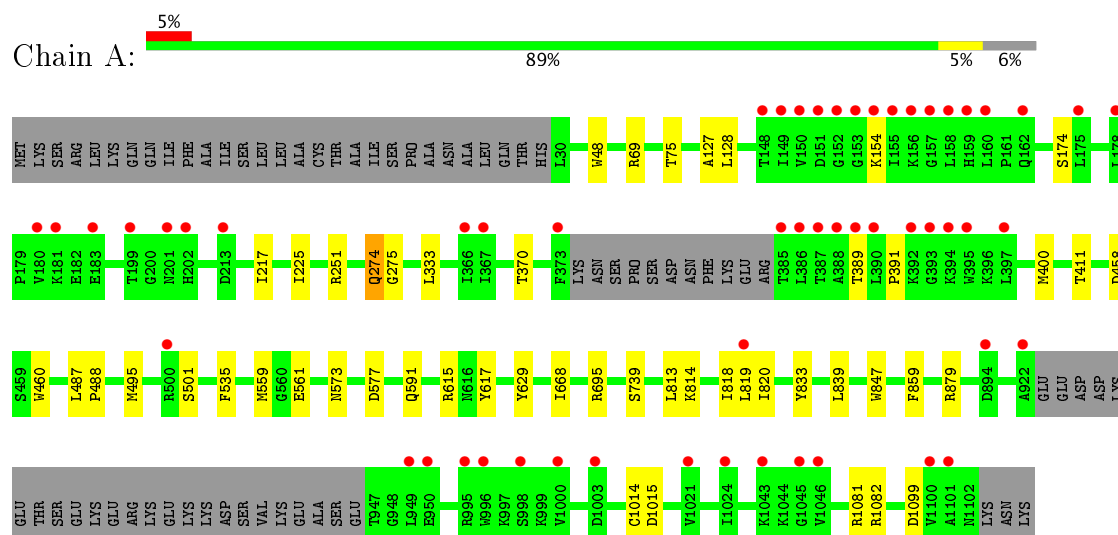 5%
Chain A:
89% 5% 6%
MET LYS SER ARG LEU LYS GLN GLN ILE PHE ALA ILE SER LEU LEU ALA CYS THR ALA ILE SER PRO ALA ASN ALA LEU GLN THR HIS L30 W48 R69 T75 A127 L128 T148 I149 V150 D151 G152 G153 K154 I155 K156 G157 L158 H159 L160 P161 Q162 S174 L175 L178
P179 V180 K181 E182 E183 T199 G200 N201 H202 D213 I217 I225 R251 Q274 G275 L333 I366 I367 T370 F373 LYS ASN SER PRO SER ASP ASN PHE LYS GLU ARG T385 L386 T387 A388 T389 L390 P391 K392 G393 K394 W395 K396 L397 M400 T411 D458
S459 W460 L487 P488 M495 R500 S501 F535 M559 G560 E561 N573 D577 Q591 R615 N616 Y617 Y629 I668 R695 S739 L813 K814 I818 L819 I820 Y833 L839 W847 F859 R879 D894 A922 GLU GLU ASP ASP LYS
GLU THR SER GLU LYS GLU ARG LYS GLU LYS LYS ASP SER VAL LYS GLU ALA SER GLU T947 G948 L949 E950 R995 W996 K997 S998 K999 V1000 D1003 C1014 D1015 V1021 I1024 K1043 K1044 G1045 V1046 R1081 R1082 D1099 V1100 A1101 N1102 LYS ASN LYS